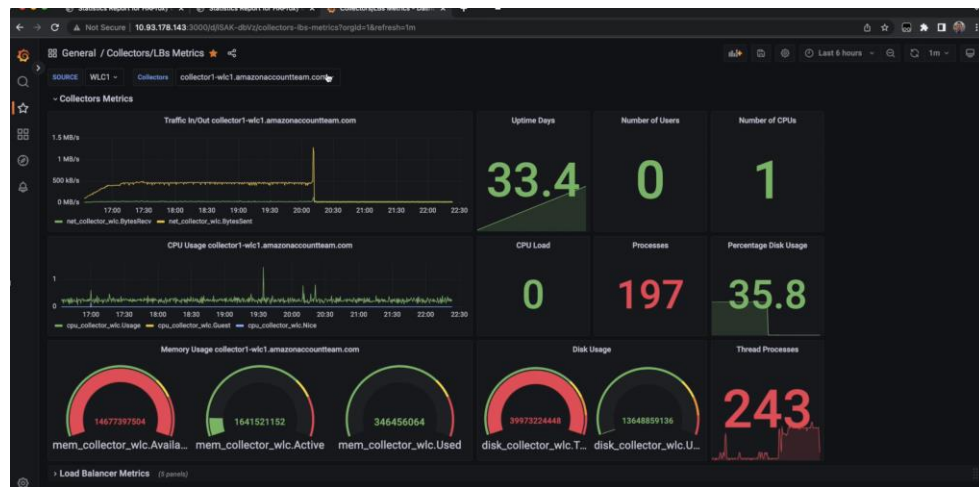 Not Secure | 10.93.178.143:3000/d/iSAK-dbVz/collectors-lbs-metrics?orgId=1&refresh=1m
General / Collectors/LBs Metrics
Last 6 hours
1m
SOURCE WLC1 Collectors collector1-wlc1.amazonaccountteam.com
Collectors Metrics
Traffic In/Out collector1-wlc1.amazonaccountteam.com
1.5 MB/s
1 MB/s
500 kB/s
0 MB/s
17:00 17:30 18:00 18:30 19:00 19:30 20:00 20:30 21:00 21:30 22:00 22:30
net_collector_wlc.BytesRecv net_collector_wlc.BytesSent
Uptime Days
33.4
Number of Users
0
Number of CPUs
1
CPU Usage collector1-wlc1.amazonaccountteam.com
1
0
17:00 17:30 18:00 18:30 19:00 19:30 20:00 20:30 21:00 21:30 22:00 22:30
cpu_collector_wlc.Usage cpu_collector_wlc.Guest cpu_collector_wlc.Nice
CPU Load
0
Processes
197
Percentage Disk Usage
35.8
Memory Usage collector1-wlc1.amazonaccountteam.com
14677397504
mem_collector_wlc.Availa...
1641521152
mem_collector_wlc.Active
346456064
mem_collector_wlc.Used
Disk Usage
39973224448
disk_collector_wlc.T...
13648859136
disk_collector_wlc.U...
Thread Processes
243
Load Balancer Metrics (5 panels)